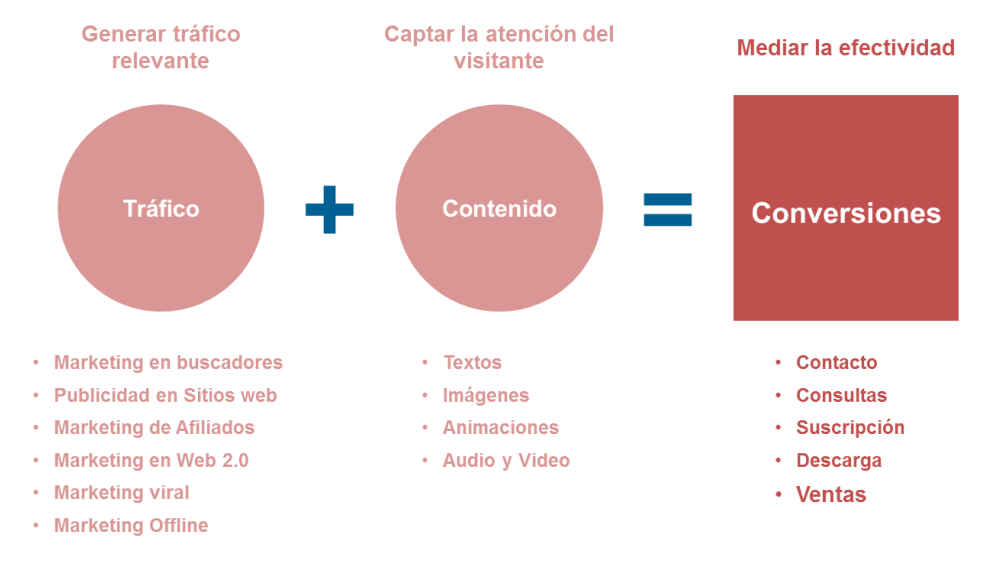 Generar tráfico
relevante
Captar la atención del
visitante
Mediar la efectividad
Tráfico
+
Contenido
=
Conversiones
• Marketing en buscadores
• Publicidad en Sitios web
• Marketing de Afiliados
• Marketing en Web 2.0
• Marketing viral
• Marketing Offline
• Textos
• Imágenes
• Animaciones
• Audio y Video
• Contacto
• Consultas
• Suscripción
• Descarga
• Ventas